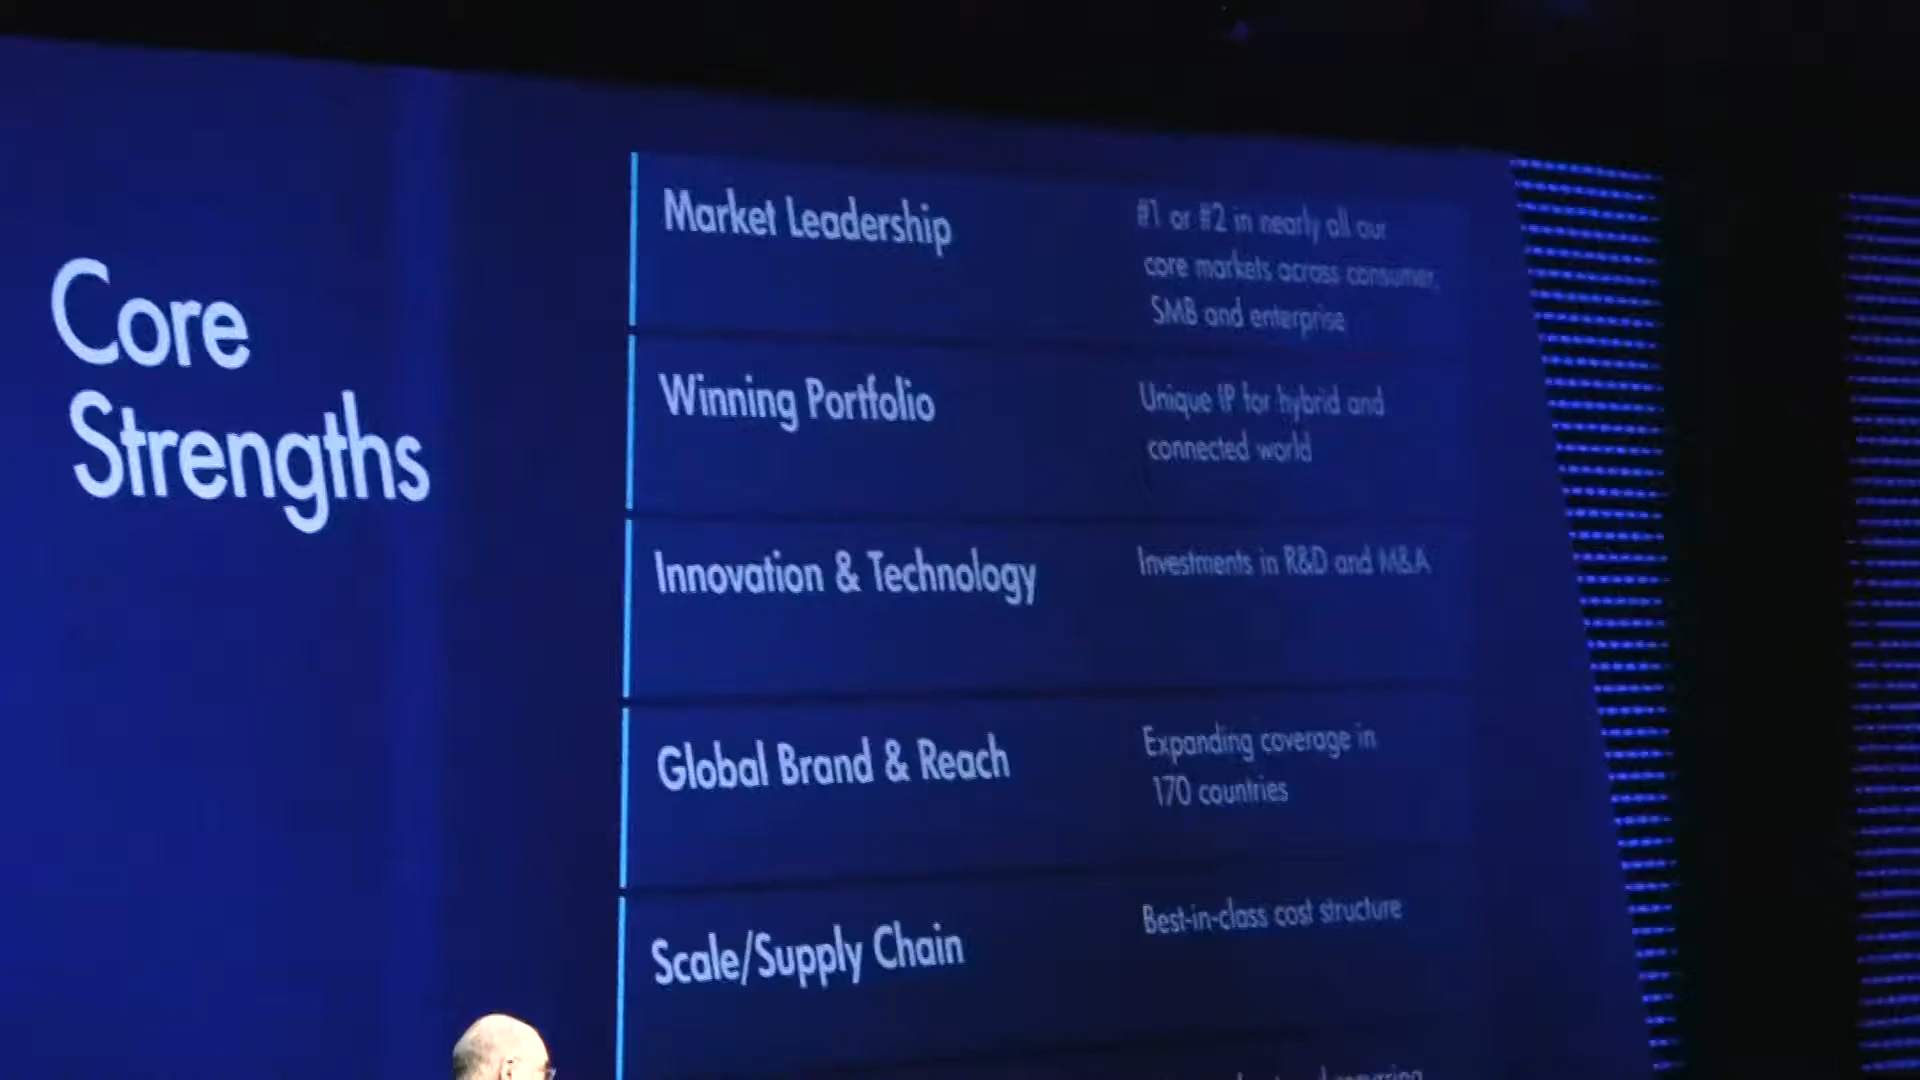 Core
Strengths
Market Leadership
#1 or #2 in nearly all our
core markets across consumer,
SMB and enterprise
Winning Portfolio
Unique IP for hybrid and
connected world
Innovation & Technology
Investments in R&D and M&A
Global Brand & Reach
Expanding coverage in
170 countries
Scale/Supply Chain
Best-in-class cost structure